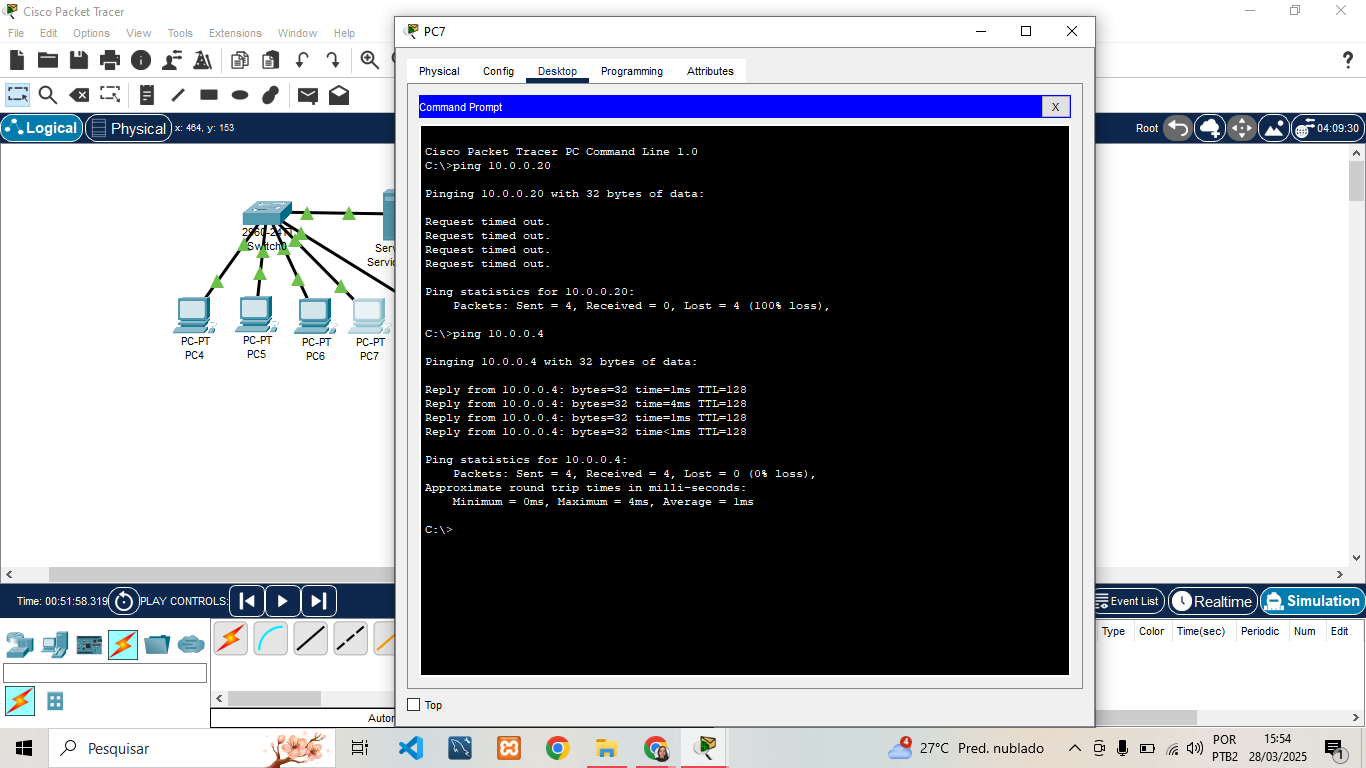 Cisco Packet Tracer
File Edit Options View Tools Extensions Window Help
PC7
Physical Config Desktop Programming Attributes
Command Prompt
X
Logical Physical x: 464, y: 153
Root 04:09:30
Cisco Packet Tracer PC Command Line 1.0
C:\>ping 10.0.0.20
Pinging 10.0.0.20 with 32 bytes of data:
Request timed out.
Request timed out.
Request timed out.
Request timed out.
Ping statistics for 10.0.0.20:
Packets: Sent = 4, Received = 0, Lost = 4 (100% loss),
C:\>ping 10.0.0.4
Pinging 10.0.0.4 with 32 bytes of data:
Reply from 10.0.0.4: bytes=32 time=1ms TTL=128
Reply from 10.0.0.4: bytes=32 time=4ms TTL=128
Reply from 10.0.0.4: bytes=32 time=1ms TTL=128
Reply from 10.0.0.4: bytes=32 time<1ms TTL=128
Ping statistics for 10.0.0.4:
Packets: Sent = 4, Received = 4, Lost = 0 (0% loss),
Approximate round trip times in milli-seconds:
Minimum = 0ms, Maximum = 4ms, Average = 1ms
C:\>
Switch0
Serv
Servic
PC-PT
PC4
PC-PT
PC5
PC-PT
PC6
PC-PT
PC7
Time: 00:51:58.319 PLAY CONTROLS:
Event List Realtime Simulation
Type Color Time(sec) Periodic Num Edit
Top
Autor
Pesquisar
4
27°C Pred. nublado
POR
PTB2
15:54
28/03/2025
1